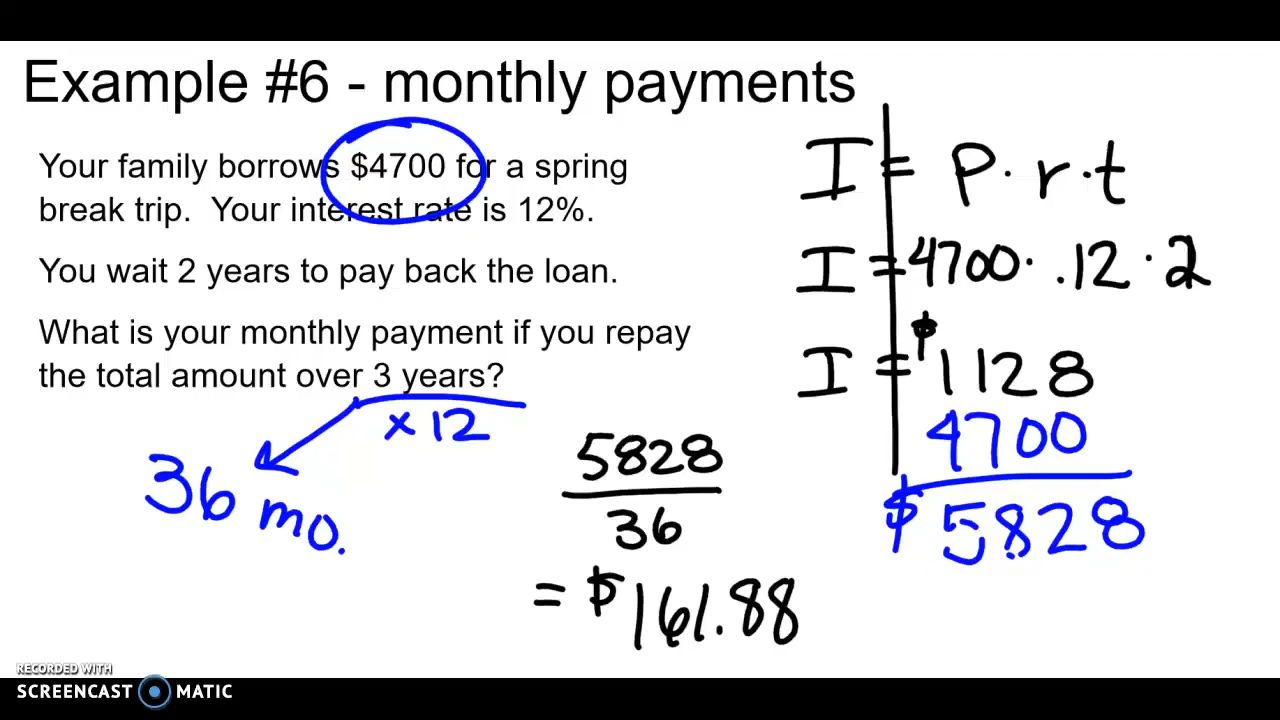 Example #6 - monthly payments
Your family borrows $4700 for a spring
break trip. Your interest rate is 12%.
You wait 2 years to pay back the loan.
What is your monthly payment if you repay
the total amount over 3 years?
x 12
36 mo.
5828
36
= $161.88
I = P · r · t
I = 4700 · .12 · 2
I = $1128
4700
$5828
RECORDED WITH
SCREENCAST MATIC